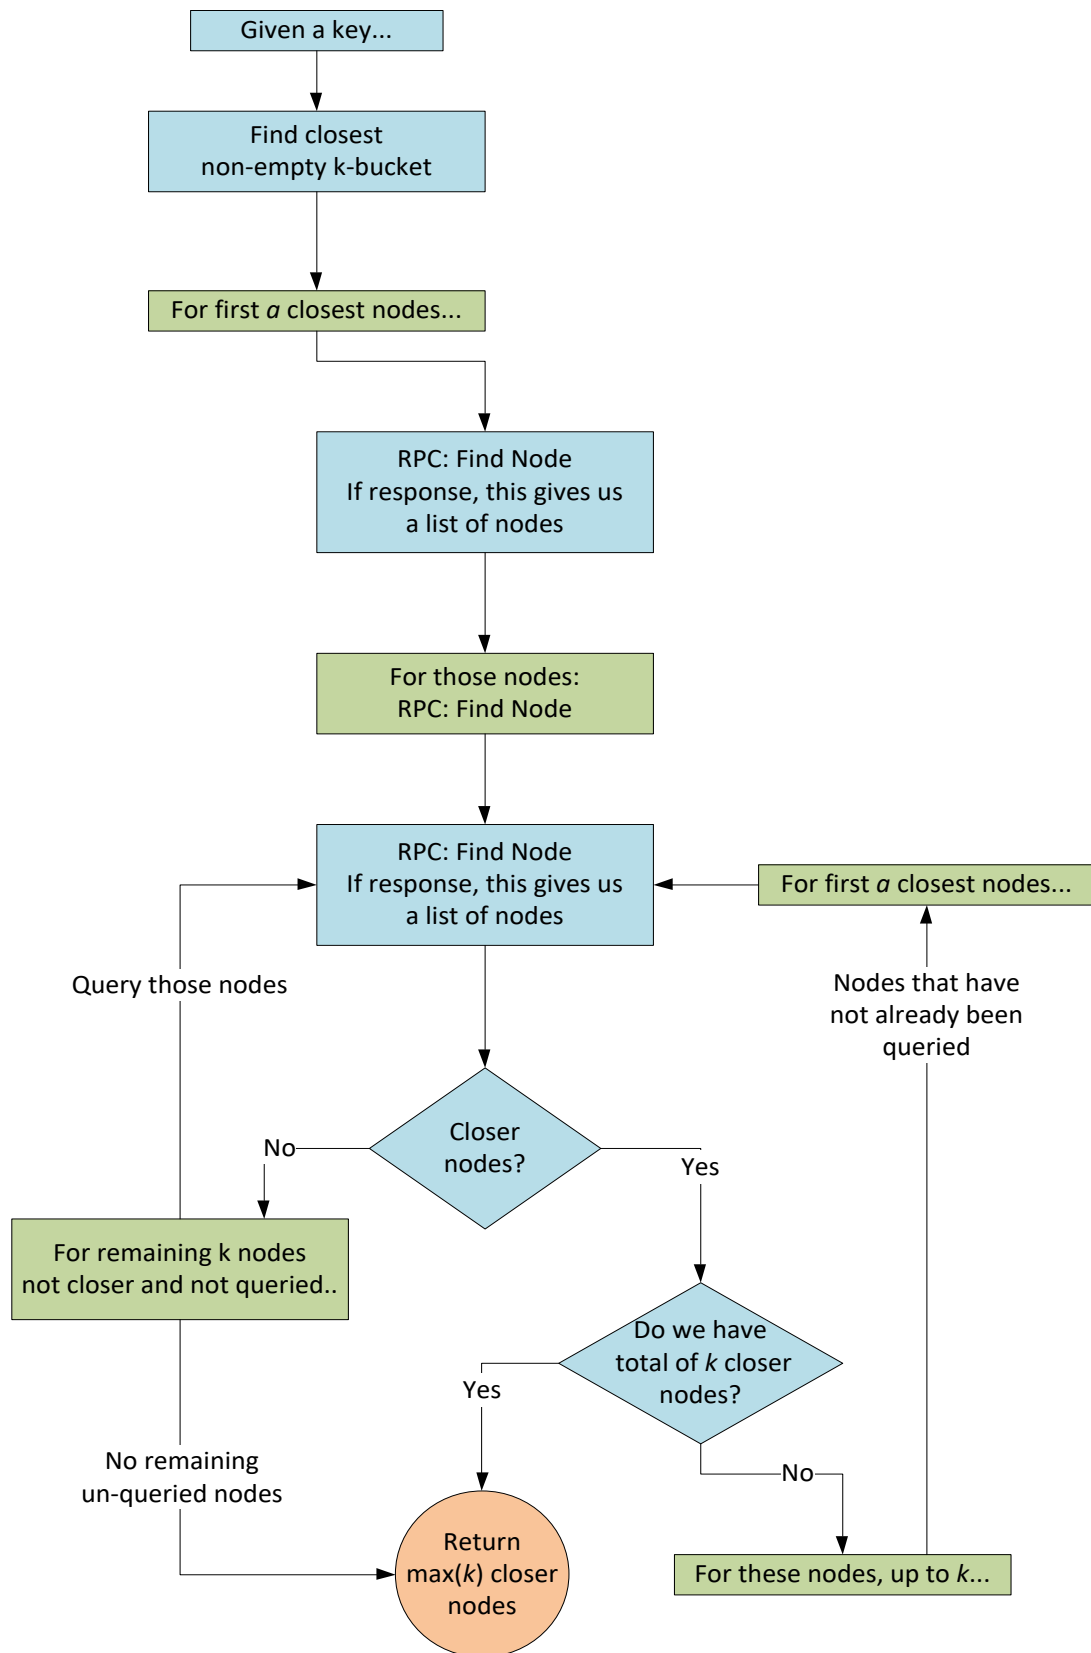 Given a key...
Find closest
non-empty k-bucket
For first a closest nodes...
RPC: Find Node
If response, this gives us
a list of nodes
For those nodes:
RPC: Find Node
RPC: Find Node
If response, this gives us
a list of nodes
For first a closest nodes...
Query those nodes
Nodes that have
not already been
queried
Closer
nodes?
No
Yes
For remaining k nodes
not closer and not queried..
Do we have
total of k closer
nodes?
Yes
No
No remaining
un-queried nodes
Return
max(k) closer
nodes
For these nodes, up to k...